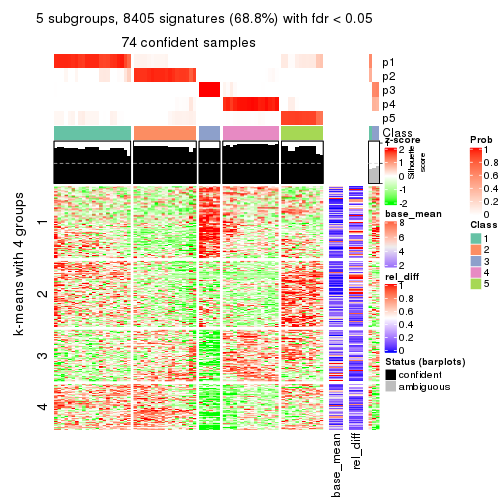 5 subgroups, 8405 signatures (68.8%) with fdr < 0.05
74 confident samples
p1
p2
p3
p4
p5
Class
z-score
2
1
0
-1
-2
Silhouette
score
base_mean
8
6
4
2
rel_diff
1
0.8
0.6
0.4
0.2
0
Status (barplots)
confident
ambiguous
Prob
1
0.8
0.6
0.4
0.2
0
Class
1
2
3
4
5
k-means with 4 groups
1
2
3
4
base_mean
rel_diff